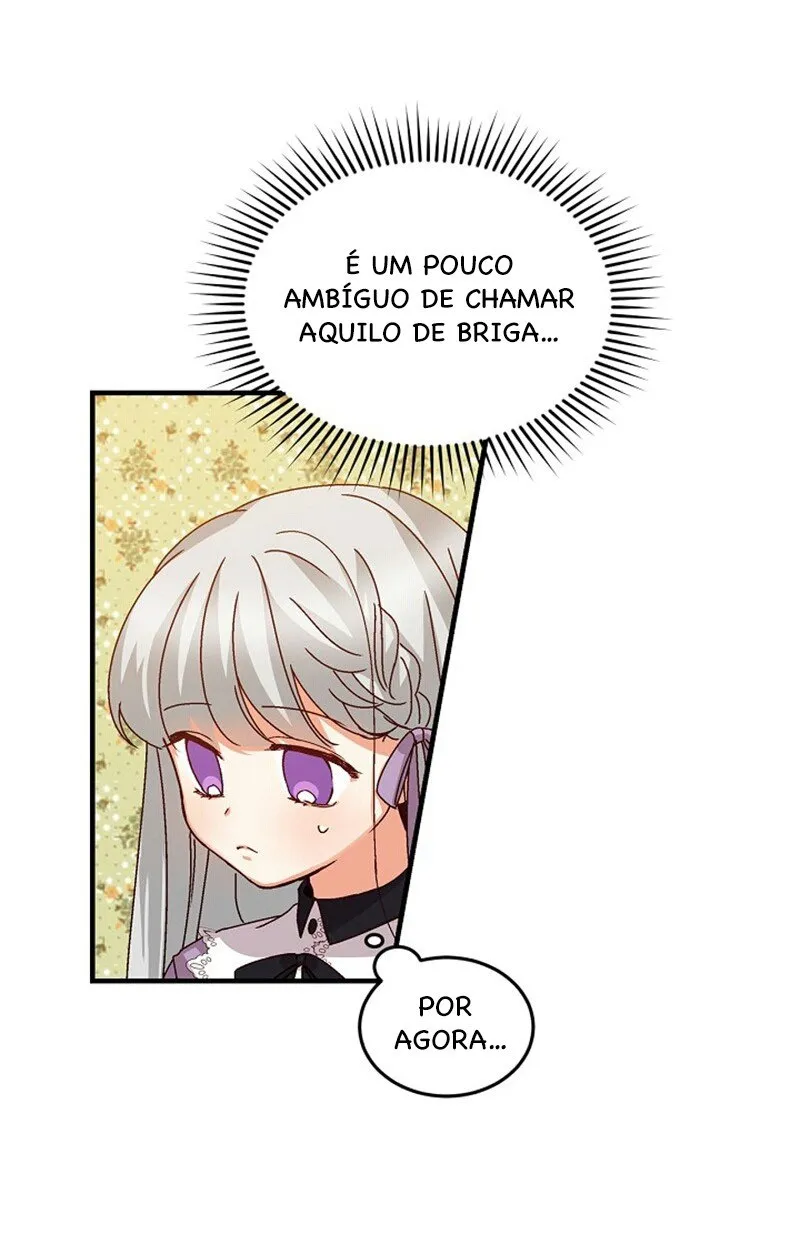 É UM POUCO
AMBÍGUO DE CHAMAR
AQUILO DE BRIGA...
POR
AGORA...